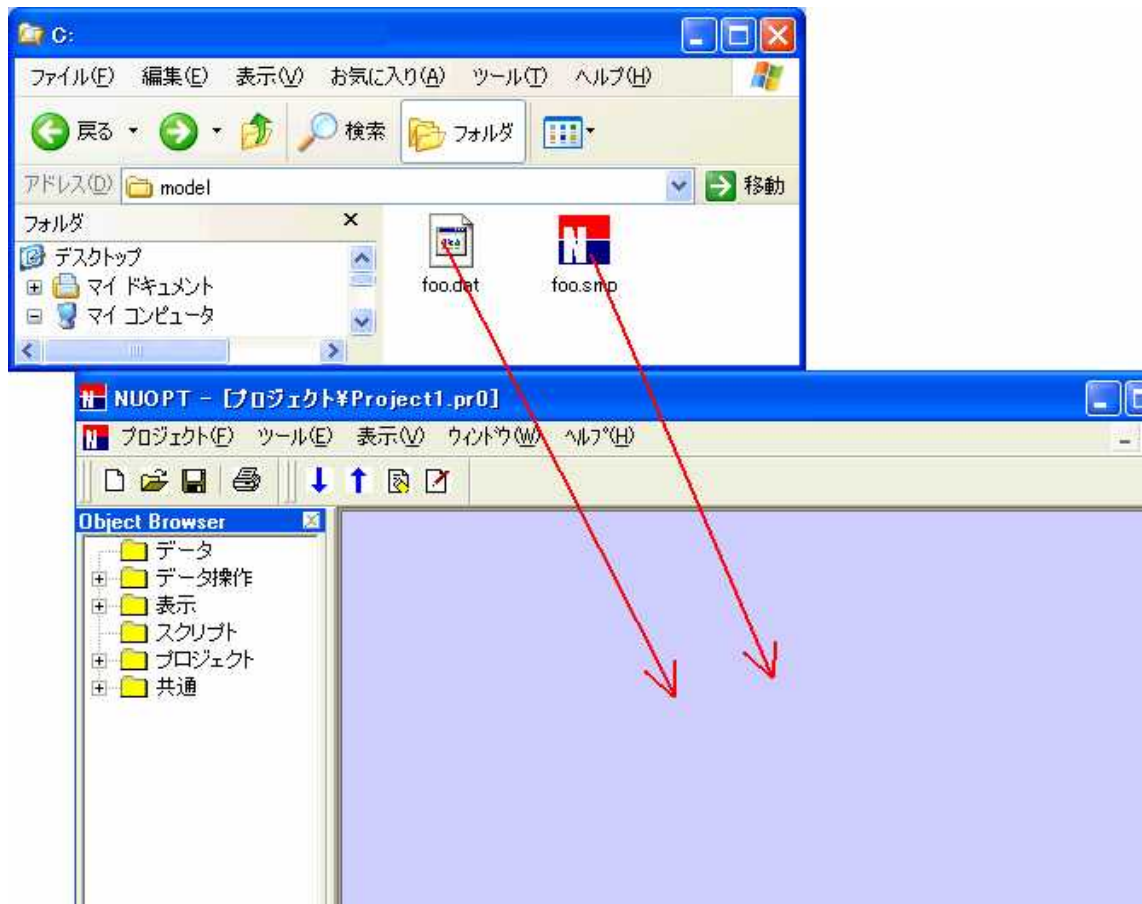 C:
ファイル(F) 編集(E) 表示(V) お気に入り(A) ツール(T) ヘルプ(H)
戻る 検索 フォルダ
アドレス(D) model 移動
フォルダ ×
デスクトップ
マイ ドキュメント
マイ コンピュータ
foo.dat foo.smp
NUOPT - [プロジェクト¥Project1.pr0]
プロジェクト(F) ツール(E) 表示(V) ウィンドウ(W) ヘルプ(H)
Object Browser
データ
データ操作
表示
スクリプト
プロジェクト
共通